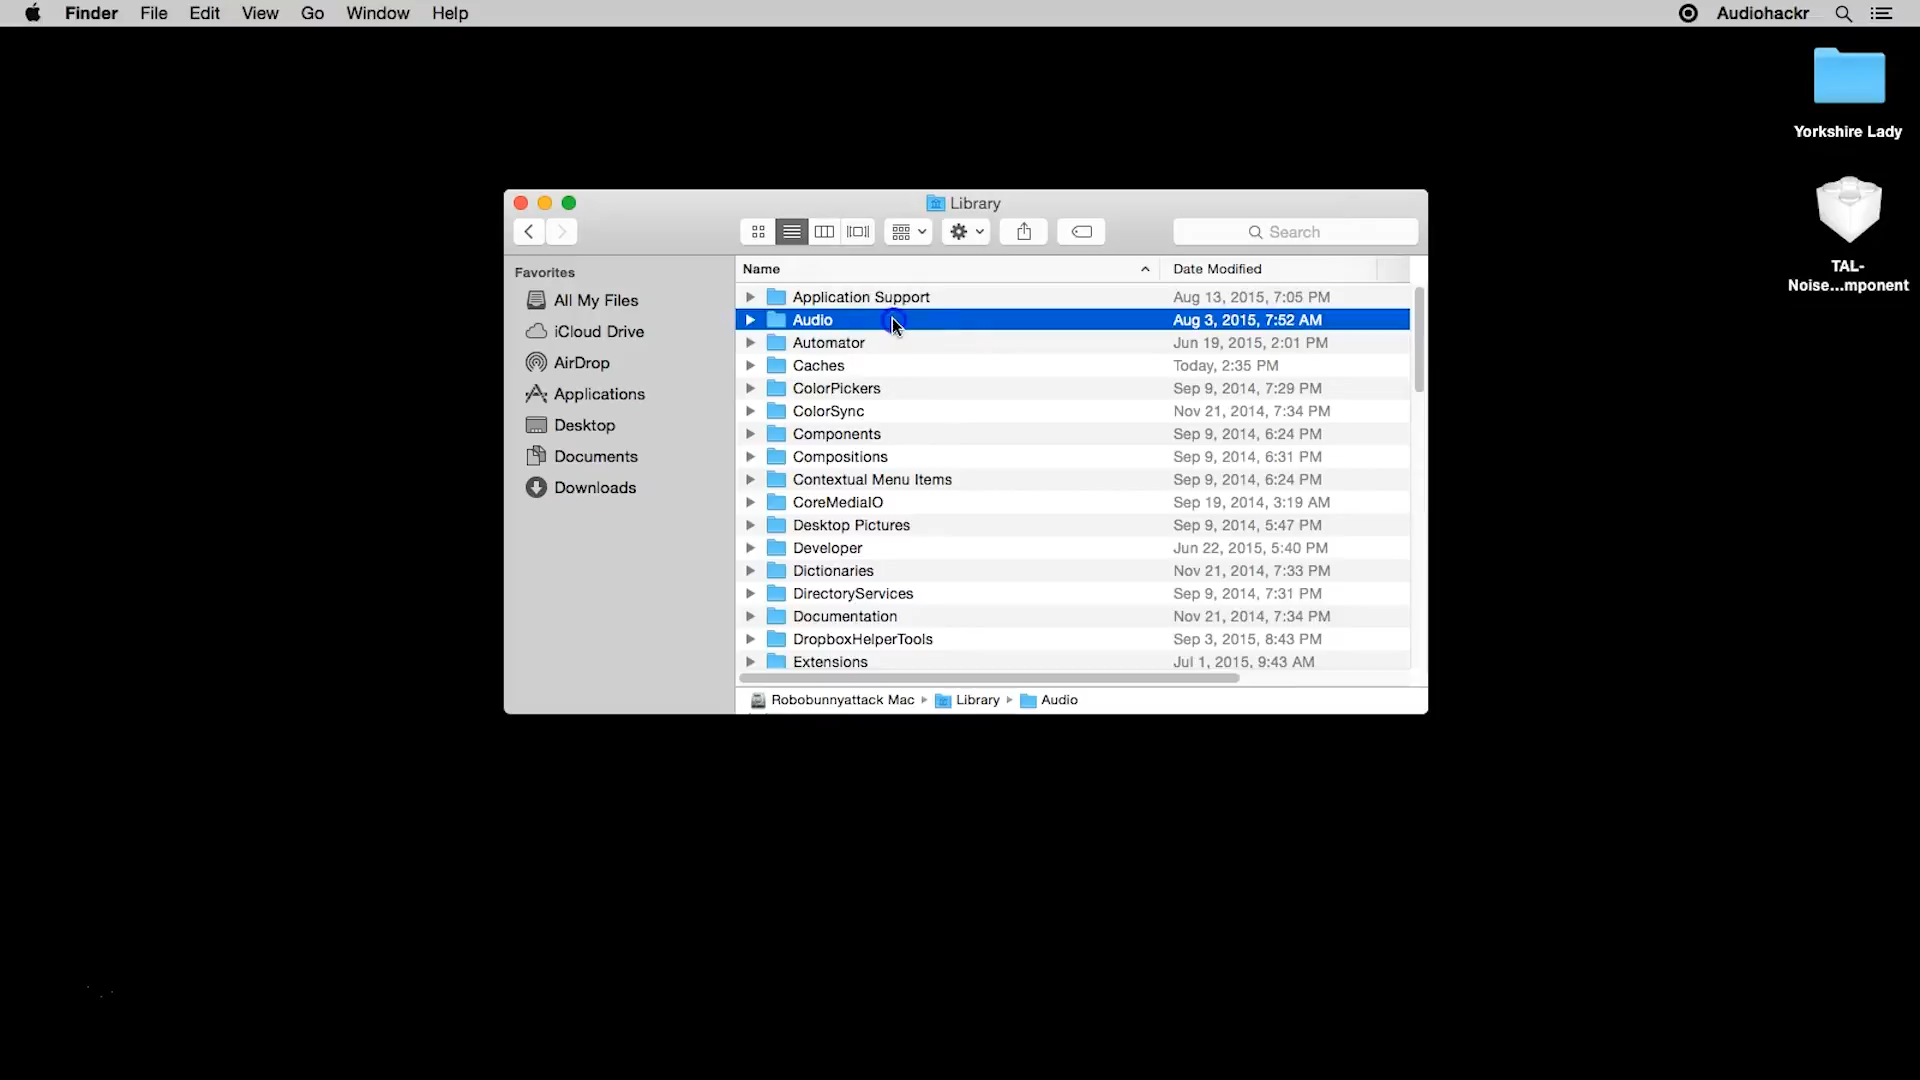 Finder File Edit View Go Window Help Audiohackr
Yorkshire Lady
TAL-
Noise...mponent
Library
Search
Favorites
All My Files
iCloud Drive
AirDrop
Applications
Desktop
Documents
Downloads
Name Date Modified
Application Support Aug 13, 2015, 7:05 PM
Audio Aug 3, 2015, 7:52 AM
Automator Jun 19, 2015, 2:01 PM
Caches Today, 2:35 PM
ColorPickers Sep 9, 2014, 7:29 PM
ColorSync Nov 21, 2014, 7:34 PM
Components Sep 9, 2014, 6:24 PM
Compositions Sep 9, 2014, 6:31 PM
Contextual Menu Items Sep 9, 2014, 6:24 PM
CoreMediaIO Sep 19, 2014, 3:19 AM
Desktop Pictures Sep 9, 2014, 5:47 PM
Developer Jun 22, 2015, 5:40 PM
Dictionaries Nov 21, 2014, 7:33 PM
DirectoryServices Sep 9, 2014, 7:31 PM
Documentation Nov 21, 2014, 7:34 PM
DropboxHelperTools Sep 3, 2015, 8:43 PM
Extensions Jul 1, 2015, 9:43 AM
Robobunnyattack Mac Library Audio